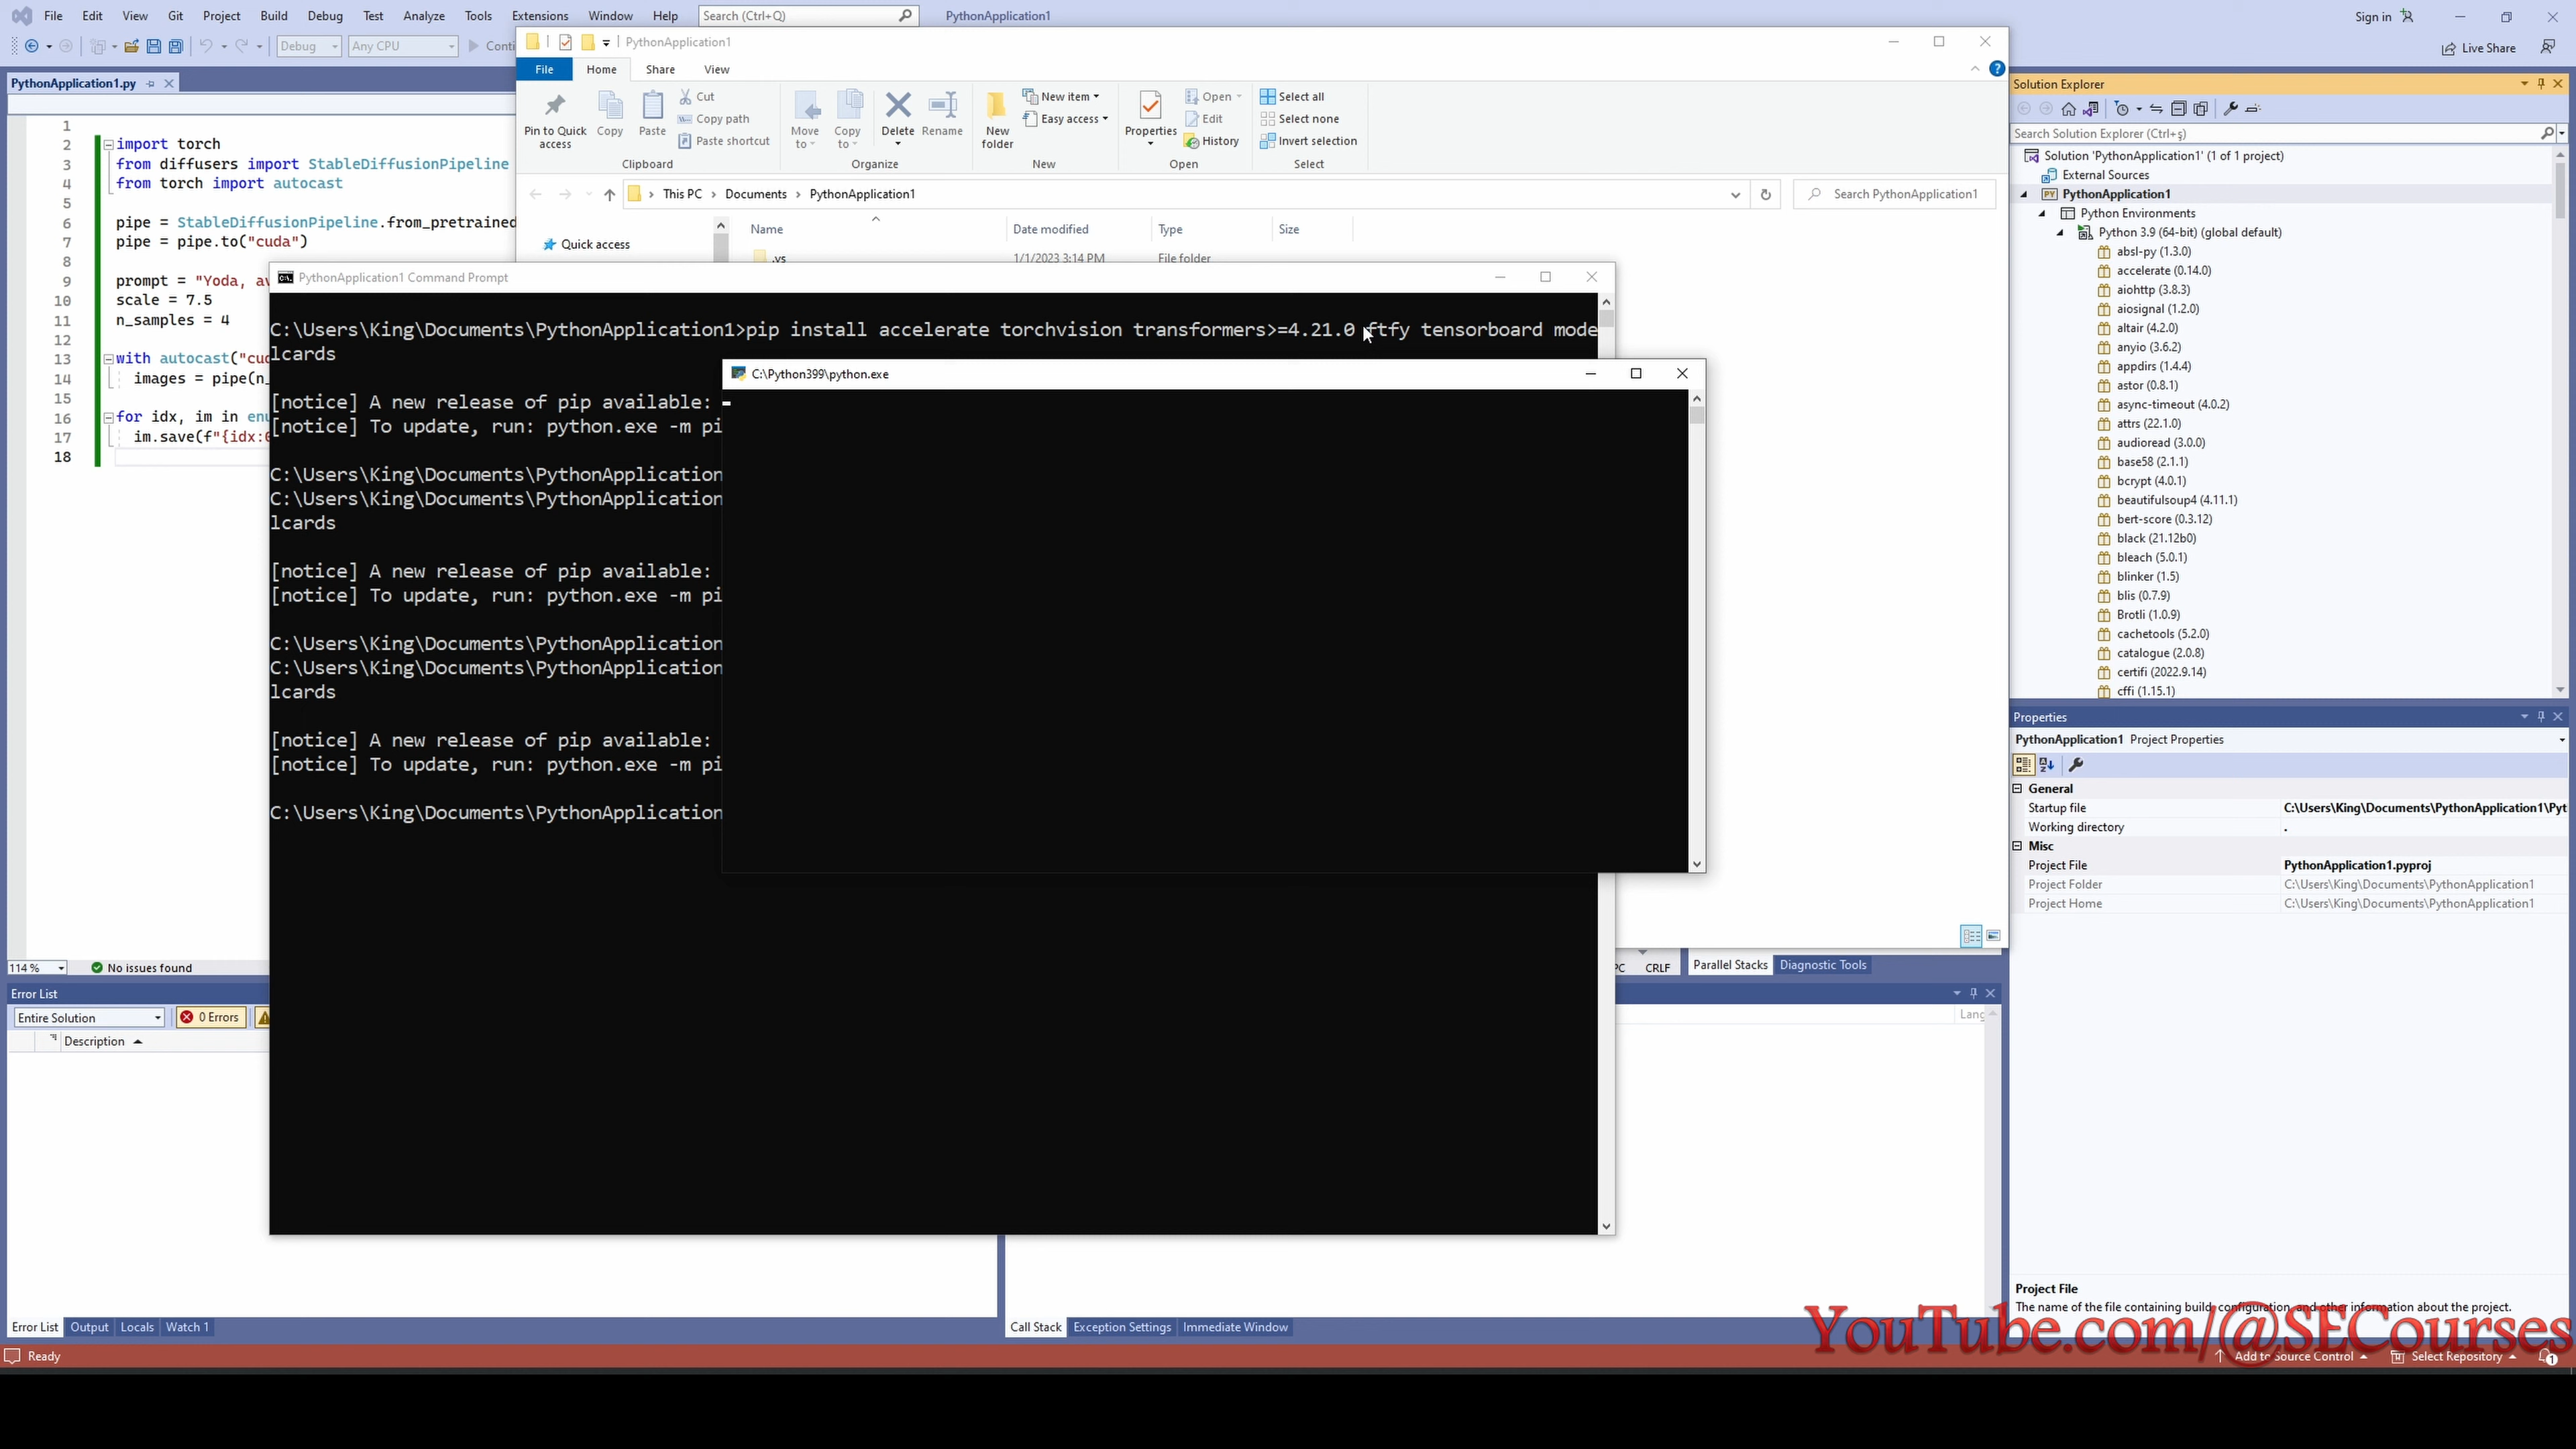 File Edit View Git Project Build Debug Test Analyze Tools Extensions Window Help Search (Ctrl+Q) PythonApplication1 Sign in
Debug Any CPU Conti Live Share
PythonApplication1.py
1
2 import torch
3 from diffusers import StableDiffusionPipeline
4 from torch import autocast
5
6 pipe = StableDiffusionPipeline.from_pretrained
7 pipe = pipe.to("cuda")
8
9 prompt = "Yoda, av
10 scale = 7.5
11 n_samples = 4
12
13 with autocast("cud
14 images = pipe(n_
15
16 for idx, im in enu
17 im.save(f"{idx:0
18
114 % No issues found
PythonApplication1
File Home Share View
Pin to Quick access
Copy
Paste
Cut
Copy path
Paste shortcut
Clipboard
Move to
Copy to
Delete
Rename
Organize
New folder
New item
Easy access
New
Properties
Open
Edit
History
Open
Select all
Select none
Invert selection
Select
This PC > Documents > PythonApplication1 Search PythonApplication1
Name Date modified Type Size
Quick access
.vs 1/1/2023 3:14 PM File folder
PythonApplication1 Command Prompt
C:\Users\King\Documents\PythonApplication1>pip install accelerate torchvision transformers>=4.21.0 ftfy tensorboard mode
lcards
[notice] A new release of pip available:
[notice] To update, run: python.exe -m pi
C:\Users\King\Documents\PythonApplication
C:\Users\King\Documents\PythonApplication
lcards
[notice] A new release of pip available:
[notice] To update, run: python.exe -m pi
C:\Users\King\Documents\PythonApplication
C:\Users\King\Documents\PythonApplication
lcards
[notice] A new release of pip available:
[notice] To update, run: python.exe -m pi
C:\Users\King\Documents\PythonApplication
C:\Python399\python.exe
PC CRLF
Parallel Stacks Diagnostic Tools
Lang
Error List
Entire Solution 0 Errors
Description
Error List Output Locals Watch 1
Call Stack Exception Settings Immediate Window
Solution Explorer
Search Solution Explorer (Ctrl+ş)
Solution 'PythonApplication1' (1 of 1 project)
External Sources
PythonApplication1
Python Environments
Python 3.9 (64-bit) (global default)
absl-py (1.3.0)
accelerate (0.14.0)
aiohttp (3.8.3)
aiosignal (1.2.0)
altair (4.2.0)
anyio (3.6.2)
appdirs (1.4.4)
astor (0.8.1)
async-timeout (4.0.2)
attrs (22.1.0)
audioread (3.0.0)
base58 (2.1.1)
bcrypt (4.0.1)
beautifulsoup4 (4.11.1)
bert-score (0.3.12)
black (21.12b0)
bleach (5.0.1)
blinker (1.5)
blis (0.7.9)
Brotli (1.0.9)
cachetools (5.2.0)
catalogue (2.0.8)
certifi (2022.9.14)
cffi (1.15.1)
Properties
PythonApplication1 Project Properties
General
Startup file C:\Users\King\Documents\PythonApplication1\Pyt
Working directory .
Misc
Project File PythonApplication1.pyproj
Project Folder C:\Users\King\Documents\PythonApplication1
Project Home C:\Users\King\Documents\PythonApplication1
Project File
The name of the file containing build, configuration, and other information about the project.
YouTube.com/@SECourses
Ready Add to Source Control Select Repository 1